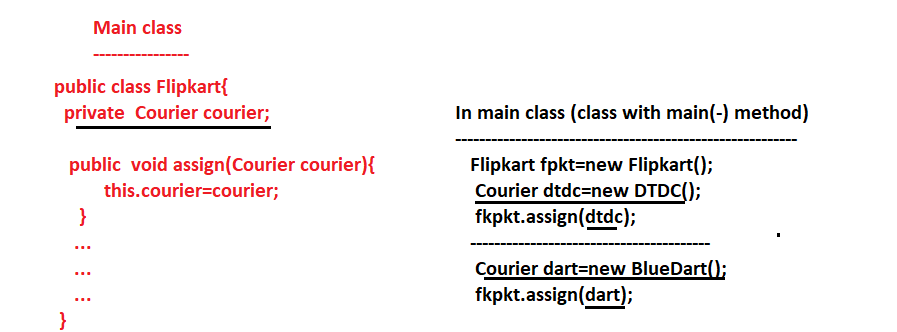 Main class
----------------
public class Flipkart{
private Courier courier;
public void assign(Courier courier){
this.courier=courier;
}
...
...
...
}
In main class (class with main(-) method)
---------------------------------------------------------
Flipkart fpkt=new Flipkart();
Courier dtdc=new DTDC();
fkpkt.assign(dtdc);
----------------------------------------
Courier dart=new BlueDart();
fkpkt.assign(dart);